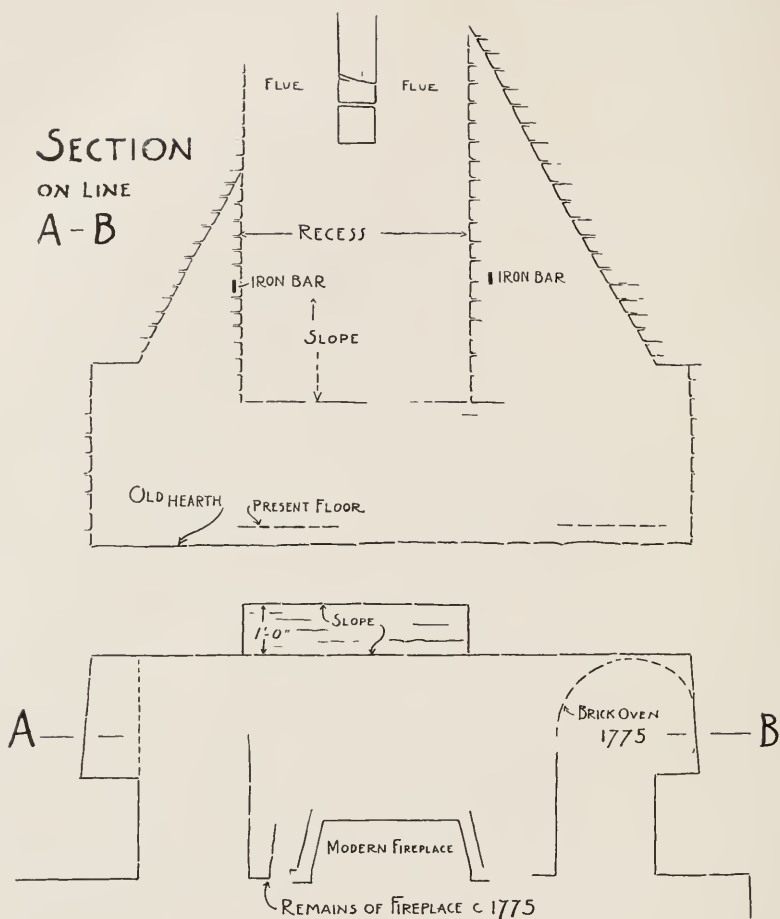 FLUE
FLUE
SECTION
ON LINE
A-B
RECESS
IRON BAR
IRON BAR
SLOPE
OLD HEARTH
PRESENT FLOOR
SLOPE
1'-0"
A
BRICK OVEN
1775
B
MODERN FIREPLACE
REMAINS OF FIREPLACE C 1775